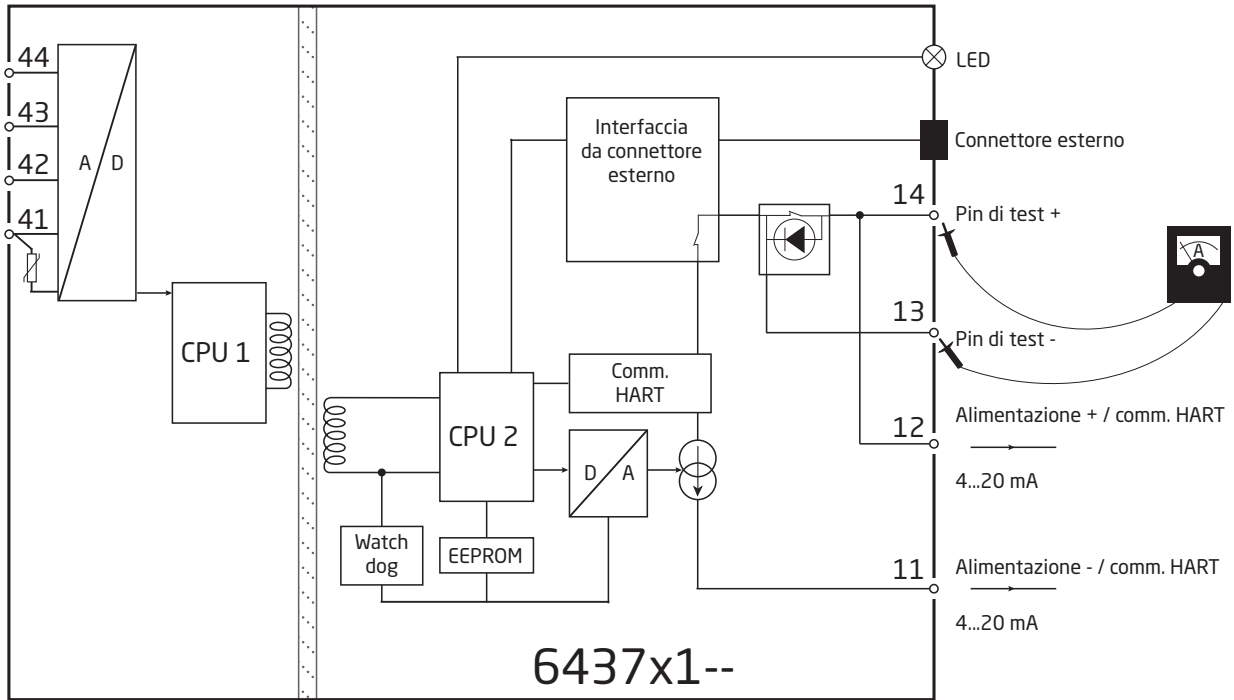 44
43
42
41
A
D
CPU 1
LED
Interfaccia
da connettore
esterno
Connettore esterno
14
Pin di test +
A
13
Pin di test -
Comm.
HART
CPU 2
D
A
Alimentazione + / comm. HART
12
4...20 mA
Watch
dog
EEPROM
11
Alimentazione - / comm. HART
4...20 mA
6437x1--